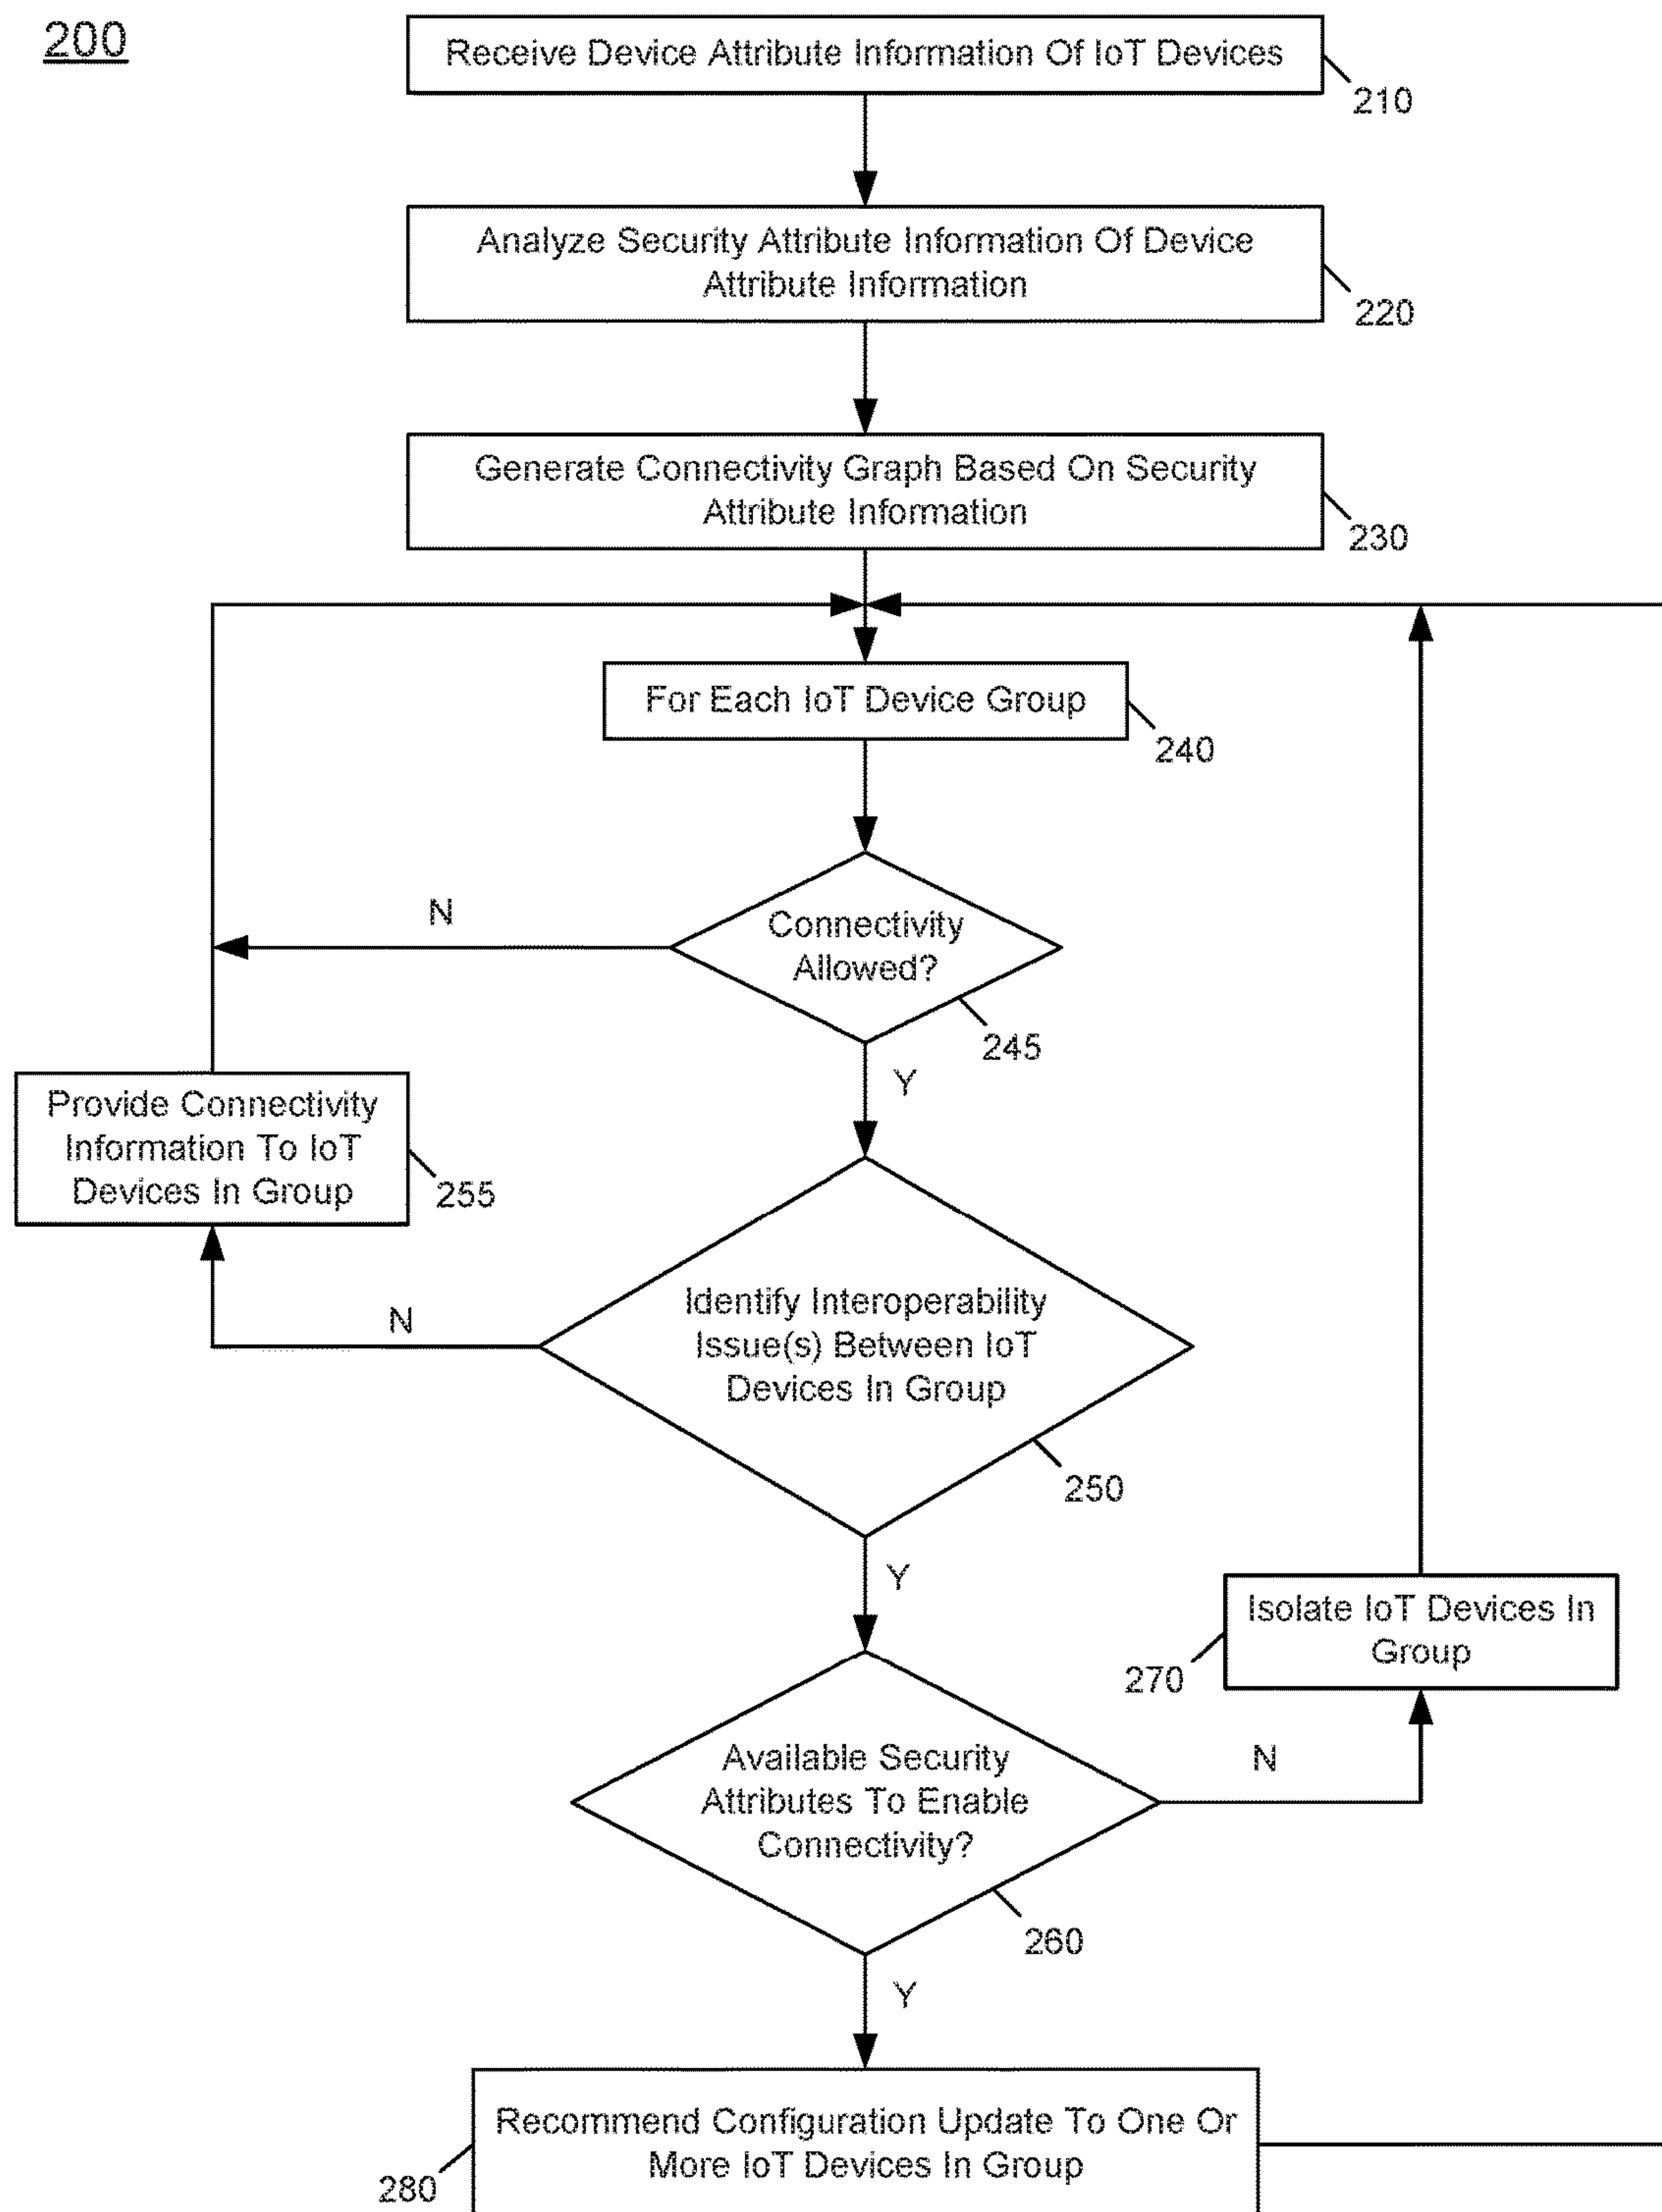 200
Receive Device Attribute Information Of IoT Devices
210
Analyze Security Attribute Information Of Device
Attribute Information
220
Generate Connectivity Graph Based On Security
Attribute Information
230
For Each IoT Device Group
240
N
Connectivity
Allowed?
245
Y
Provide Connectivity
Information To IoT
Devices In Group
255
N
Identify Interoperability
Issue(s) Between IoT
Devices In Group
250
Y
Isolate IoT Devices In
Group
270
Available Security
Attributes To Enable
Connectivity?
N
260
Y
Recommend Configuration Update To One Or
More IoT Devices In Group
280